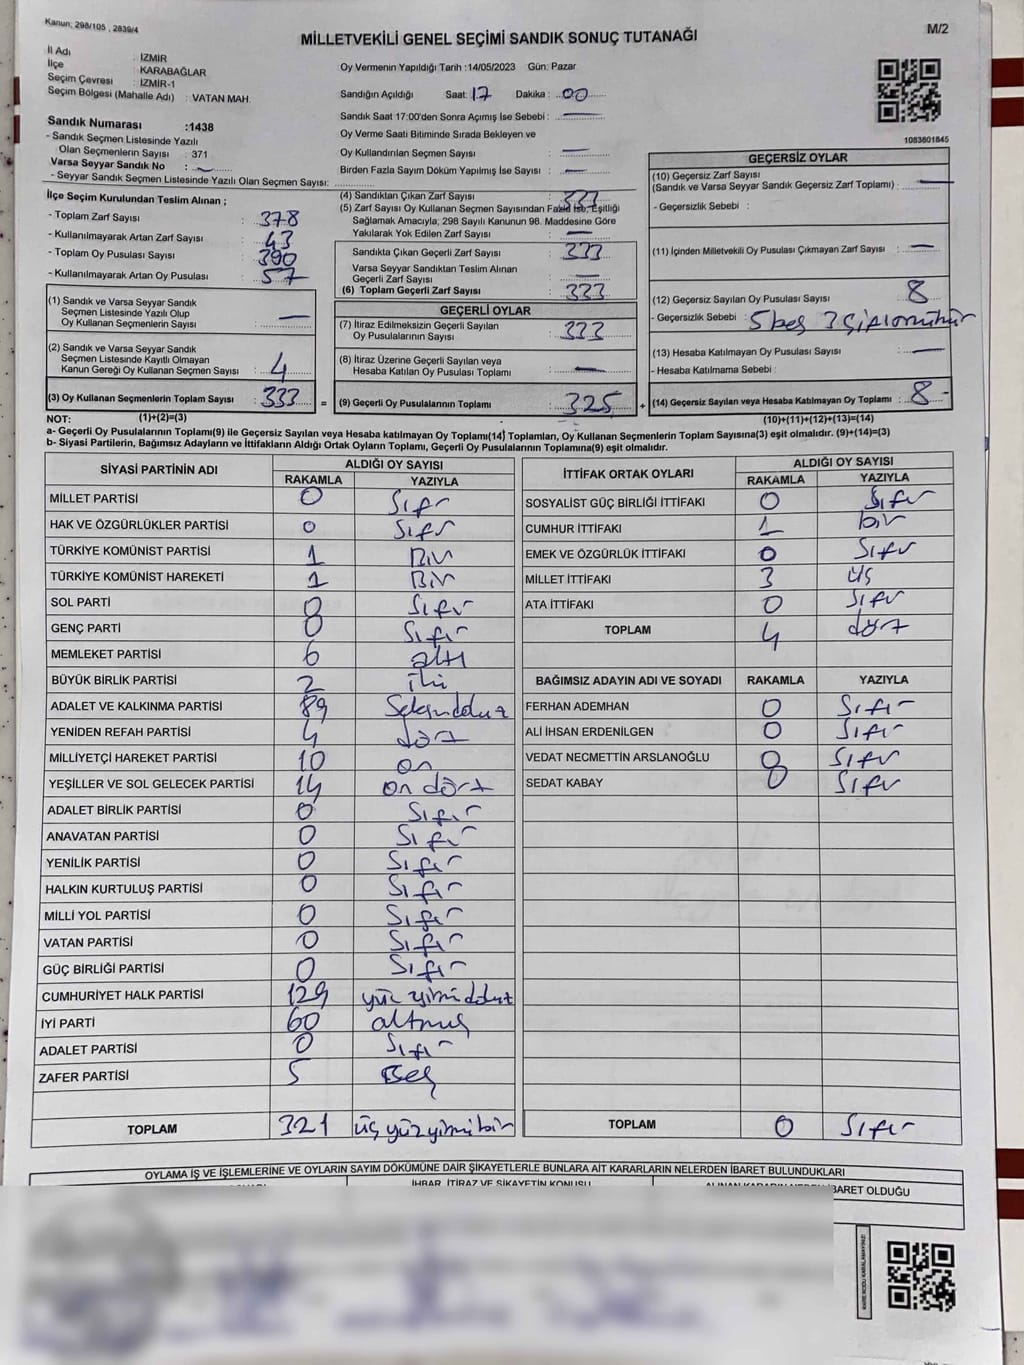 Kanun: 298/105 , 2839/4
M/2
MİLLETVEKİLİ GENEL SEÇİMİ SANDIK SONUÇ TUTANAĞI
İl Adı : İZMİR
İlçe : KARABAĞLAR
Seçim Çevresi : İZMİR-1
Seçim Bölgesi (Mahalle Adı) : VATAN MAH.
Oy Vermenin Yapıldığı Tarih :14/05/2023 Gün: Pazar
Sandığın Açıldığı Saat: 17 Dakika : 00
Sandık Saat 17:00'den Sonra Açımış İse Sebebi : —
Oy Verme Saati Bitiminde Sırada Bekleyen ve
Oy Kullandırılan Seçmen Sayısı : —
Birden Fazla Sayım Döküm Yapılmış İse Sayısı : —
1083601845
Sandık Numarası :1438
- Sandık Seçmen Listesinde Yazılı
Olan Seçmenlerin Sayısı : 371
Varsa Seyyar Sandık No : —
- Seyyar Sandık Seçmen Listesinde Yazılı Olan Seçmen Sayısı:
İlçe Seçim Kurulundan Teslim Alınan ;
- Toplam Zarf Sayısı : 378
- Kullanılmayarak Artan Zarf Sayısı : 43
- Toplam Oy Pusulası Sayısı : 390
- Kullanılmayarak Artan Oy Pusulası : 57
(1) Sandık ve Varsa Seyyar Sandık
Seçmen Listesinde Yazılı Olup
Oy Kullanan Seçmenlerin Sayısı : —
(2) Sandık ve Varsa Seyyar Sandık
Seçmen Listesinde Kayıtlı Olmayan
Kanun Gereği Oy Kullanan Seçmen Sayısı : 4
(3) Oy Kullanan Seçmenlerin Toplam Sayısı : 333 =
(4) Sandıktan Çıkan Zarf Sayısı : 333
(5) Zarf Sayısı Oy Kullanan Seçmen Sayısından Fazla İse, Eşitliği
Sağlamak Amacıyla; 298 Sayılı Kanunun 98. Maddesine Göre
Yakılarak Yok Edilen Zarf Sayısı : —
Sandıkta Çıkan Geçerli Zarf Sayısı : 333
Varsa Seyyar Sandıktan Teslim Alınan
Geçerli Zarf Sayısı : —
(6) Toplam Geçerli Zarf Sayısı : 333
GEÇERLİ OYLAR
(7) İtiraz Edilmeksizin Geçerli Sayılan
Oy Pusulalarının Sayısı : 333
(8) İtiraz Üzerine Geçerli Sayılan veya
Hesaba Katılan Oy Pusulası Toplamı : —
(9) Geçerli Oy Pusulalarının Toplamı : 325 +
GEÇERSİZ OYLAR
(10) Geçersiz Zarf Sayısı
(Sandık ve Varsa Seyyar Sandık Geçersiz Zarf Toplamı) : —
- Geçersizlik Sebebi :
(11) İçinden Milletvekili Oy Pusulası Çıkmayan Zarf Sayısı : —
(12) Geçersiz Sayılan Oy Pusulası Sayısı : 8
- Geçersizlik Sebebi : 5 boş 3
(13) Hesaba Katılmayan Oy Pusulası Sayısı : —
- Hesaba Katılmama Sebebi :
(14) Geçersiz Sayılan veya Hesaba Katılmayan Oy Toplamı : 8
NOT: (1)+(2)=(3) (10)+(11)+(12)+(13)=(14)
a- Geçerli Oy Pusulalarının Toplamı(9) ile Geçersiz Sayılan veya Hesaba katılmayan Oy Toplamı(14) Toplamları, Oy Kullanan Seçmenlerin Toplam Sayısına(3) eşit olmalıdır. (9)+(14)=(3)
b- Siyasi Partilerin, Bağımsız Adayların ve İttifakların Aldığı Ortak Oyların Toplamı, Geçerli Oy Pusulalarının Toplamına(9) eşit olmalıdır.
SİYASİ PARTİNİN ADI ALDIĞI OY SAYISI
RAKAMLA YAZIYLA
MİLLET PARTİSİ 0 Sıfır
HAK VE ÖZGÜRLÜKLER PARTİSİ 0 Sıfır
TÜRKİYE KOMÜNİST PARTİSİ 1 Bir
TÜRKİYE KOMÜNİST HAREKETİ 1 Bir
SOL PARTİ 0 Sıfır
GENÇ PARTİ 0 Sıfır
MEMLEKET PARTİSİ 6 altı
BÜYÜK BİRLİK PARTİSİ 2 iki
ADALET VE KALKINMA PARTİSİ 89 Seksendokuz
YENİDEN REFAH PARTİSİ 4 dört
MİLLİYETÇİ HAREKET PARTİSİ 10 on
YEŞİLLER VE SOL GELECEK PARTİSİ 14 on dört
ADALET BİRLİK PARTİSİ 0 Sıfır
ANAVATAN PARTİSİ 0 Sıfır
YENİLİK PARTİSİ 0 Sıfır
HALKIN KURTULUŞ PARTİSİ 0 Sıfır
MİLLİ YOL PARTİSİ 0 Sıfır
VATAN PARTİSİ 0 Sıfır
GÜÇ BİRLİĞİ PARTİSİ 0 Sıfır
CUMHURİYET HALK PARTİSİ 129 yüz yirmi dokuz
İYİ PARTİ 60 altmış
ADALET PARTİSİ 0 Sıfır
ZAFER PARTİSİ 5 Beş
TOPLAM 321 üç yüz yirmi bir
İTTİFAK ORTAK OYLARI ALDIĞI OY SAYISI
RAKAMLA YAZIYLA
SOSYALİST GÜÇ BİRLİĞİ İTTİFAKI 0 Sıfır
CUMHUR İTTİFAKI 1 bir
EMEK VE ÖZGÜRLÜK İTTİFAKI 0 Sıfır
MİLLET İTTİFAKI 3 üç
ATA İTTİFAKI 0 Sıfır
TOPLAM 4 dört
BAĞIMSIZ ADAYIN ADI VE SOYADI RAKAMLA YAZIYLA
FERHAN ADEMHAN 0 Sıfır
ALİ İHSAN ERDENİLGEN 0 Sıfır
VEDAT NECMETTİN ARSLANOĞLU 0 Sıfır
SEDAT KABAY 0 Sıfır
TOPLAM 0 Sıfır
OYLAMA İŞ VE İŞLEMLERİNE VE OYLARIN SAYIM DÖKÜMÜNE DAİR ŞİKAYETLERLE BUNLARA AİT KARARLARIN NELERDEN İBARET BULUNDUKLARI
İHBAR, İTİRAZ VE ŞİKAYETİN KONUSU
ALINAN KARARIN NEDEN İBARET OLDUĞU
KAREKODU KARALAMAYINIZ!